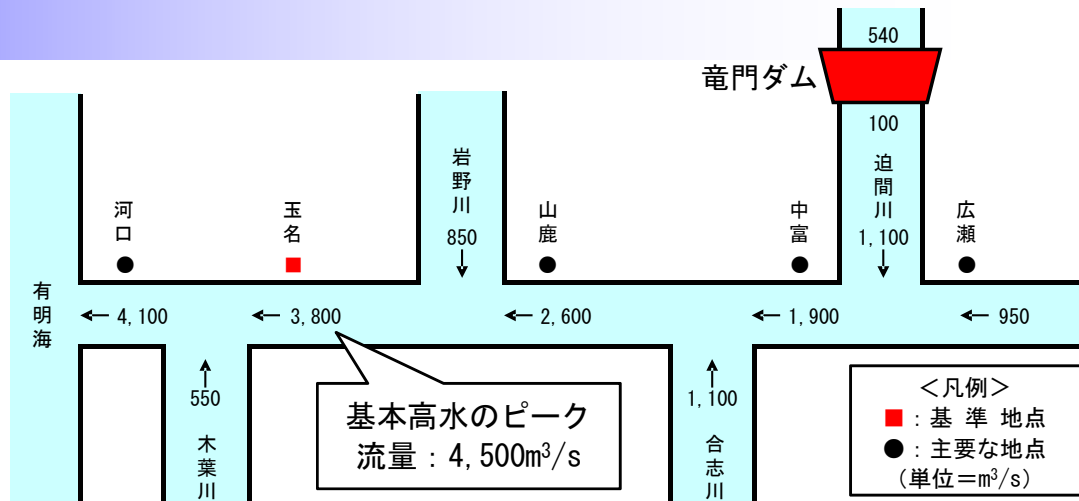 540
竜門ダム
100
迫間川
1,100
↓
岩野川
850
↓
河口
●
玉名
■
山鹿
●
中富
●
広瀬
●
有明海
← 4,100
← 3,800
← 2,600
← 1,900
← 950
↑
550
木葉川
基本高水のピーク
流量：4,500m³/s
↑
1,100
合志川
＜凡例＞
■：基 準 地点
●：主要な地点
（単位＝m³/s）